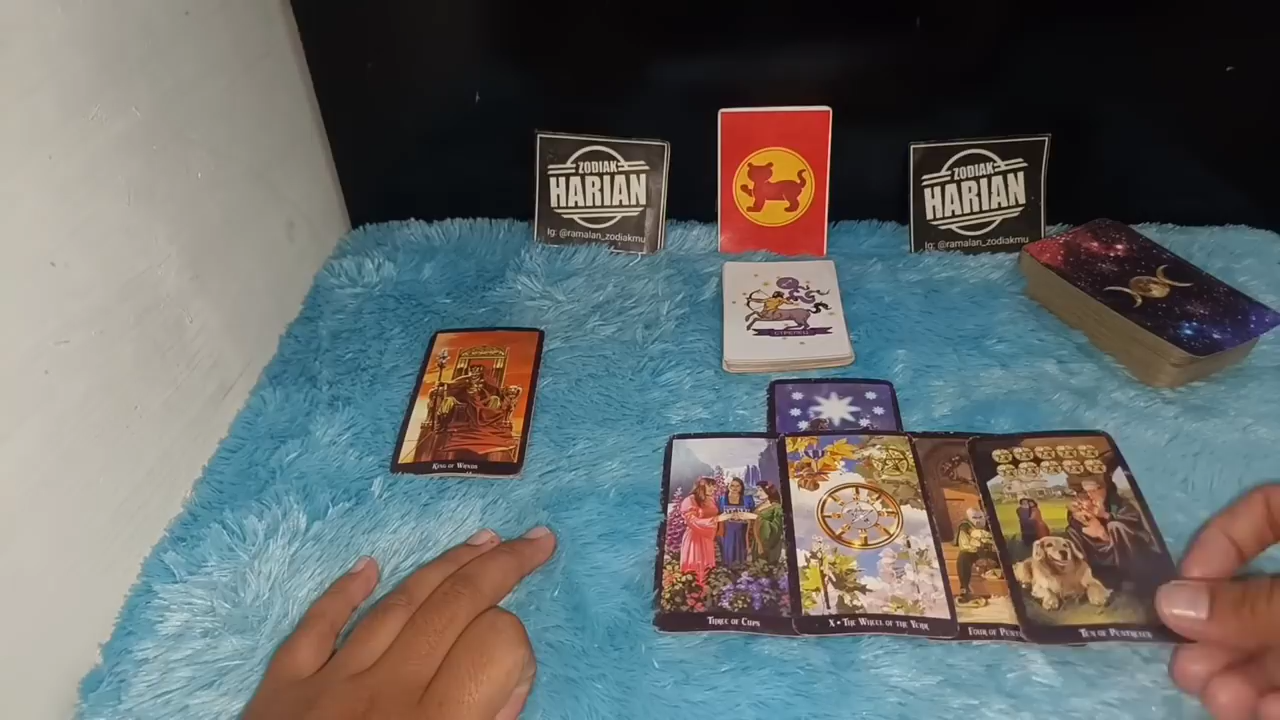 ZODIAK
HARIAN
Ig: @ramalan_zodiakmu
ZODIAK
HARIAN
Ig: @ramalan_zodiakmu
KING OF WANDS
THREE OF CUPS
X • THE WHEEL OF THE YEAR
FOUR OF PENT
TEN OF PENTACLES